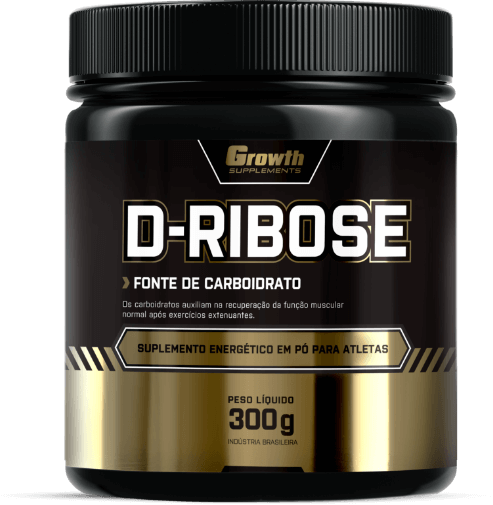 Growth
SUPPLEMENTS
D-RIBOSE
FONTE DE CARBOIDRATO
Os carboidratos auxiliam na recuperação da função muscular
normal após exercícios extenuantes.
SUPLEMENTO ENERGÉTICO EM PÓ PARA ATLETAS
PESO LÍQUIDO
300g
INDÚSTRIA BRASILEIRA